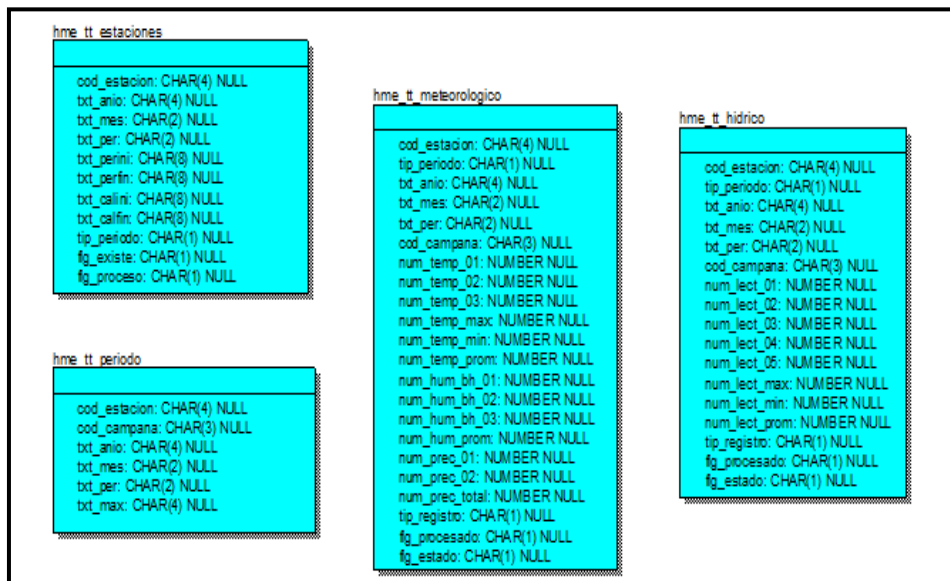 hme_tt_estaciones
cod_estacion: CHAR(4) NULL
txt_anio: CHAR(4) NULL
txt_mes: CHAR(2) NULL
txt_per: CHAR(2) NULL
txt_perini: CHAR(8) NULL
txt_perfin: CHAR(8) NULL
txt_calini: CHAR(8) NULL
txt_calfin: CHAR(8) NULL
tip_periodo: CHAR(1) NULL
flg_existe: CHAR(1) NULL
flg_proceso: CHAR(1) NULL
hme_tt_periodo
cod_estacion: CHAR(4) NULL
cod_campana: CHAR(3) NULL
txt_anio: CHAR(4) NULL
txt_mes: CHAR(2) NULL
txt_per: CHAR(2) NULL
txt_max: CHAR(4) NULL
hme_tt_meteorologico
cod_estacion: CHAR(4) NULL
tip_periodo: CHAR(1) NULL
txt_anio: CHAR(4) NULL
txt_mes: CHAR(2) NULL
txt_per: CHAR(2) NULL
cod_campana: CHAR(3) NULL
num_temp_01: NUMBER NULL
num_temp_02: NUMBER NULL
num_temp_03: NUMBER NULL
num_temp_max: NUMBER NULL
num_temp_min: NUMBER NULL
num_temp_prom: NUMBER NULL
num_hum_bh_01: NUMBER NULL
num_hum_bh_02: NUMBER NULL
num_hum_bh_03: NUMBER NULL
num_hum_prom: NUMBER NULL
num_prec_01: NUMBER NULL
num_prec_02: NUMBER NULL
num_prec_total: NUMBER NULL
tip_registro: CHAR(1) NULL
flg_procesado: CHAR(1) NULL
flg_estado: CHAR(1) NULL
hme_tt_hidrico
cod_estacion: CHAR(4) NULL
tip_periodo: CHAR(1) NULL
txt_anio: CHAR(4) NULL
txt_mes: CHAR(2) NULL
txt_per: CHAR(2) NULL
cod_campana: CHAR(3) NULL
num_lect_01: NUMBER NULL
num_lect_02: NUMBER NULL
num_lect_03: NUMBER NULL
num_lect_04: NUMBER NULL
num_lect_05: NUMBER NULL
num_lect_max: NUMBER NULL
num_lect_min: NUMBER NULL
num_lect_prom: NUMBER NULL
tip_registro: CHAR(1) NULL
flg_procesado: CHAR(1) NULL
flg_estado: CHAR(1) NULL